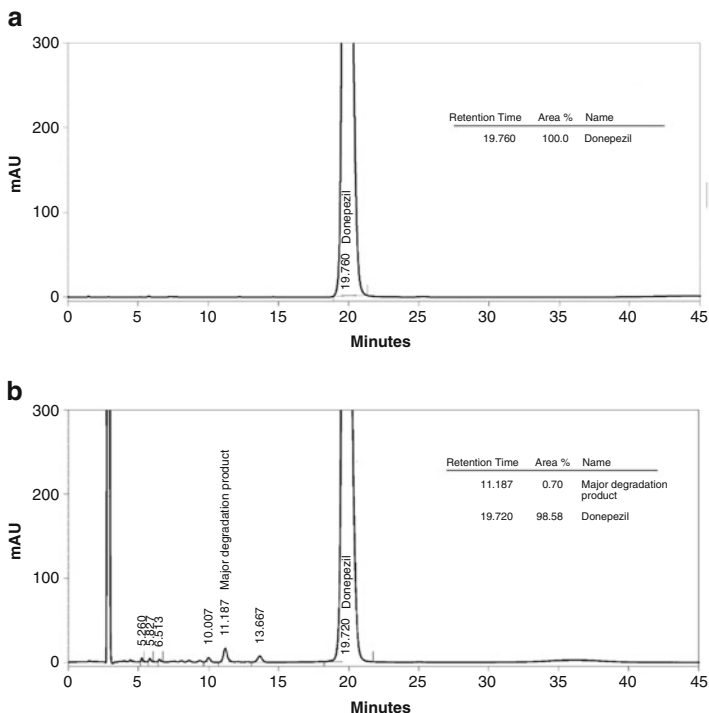 a
300
200
100
0
mAU
Retention Time Area % Name
19.760 100.0 Donepezil
19.760 Donepezil
0 5 10 15 20 25 30 35 40 45
Minutes
b
300
200
100
0
mAU
Retention Time Area % Name
11.187 0.70 Major degradation
product
19.720 98.58 Donepezil
5.260
5.827
6.513
10.007
11.187 Major degradation product
13.667
19.720 Donepezil
0 5 10 15 20 25 30 35 40 45
Minutes